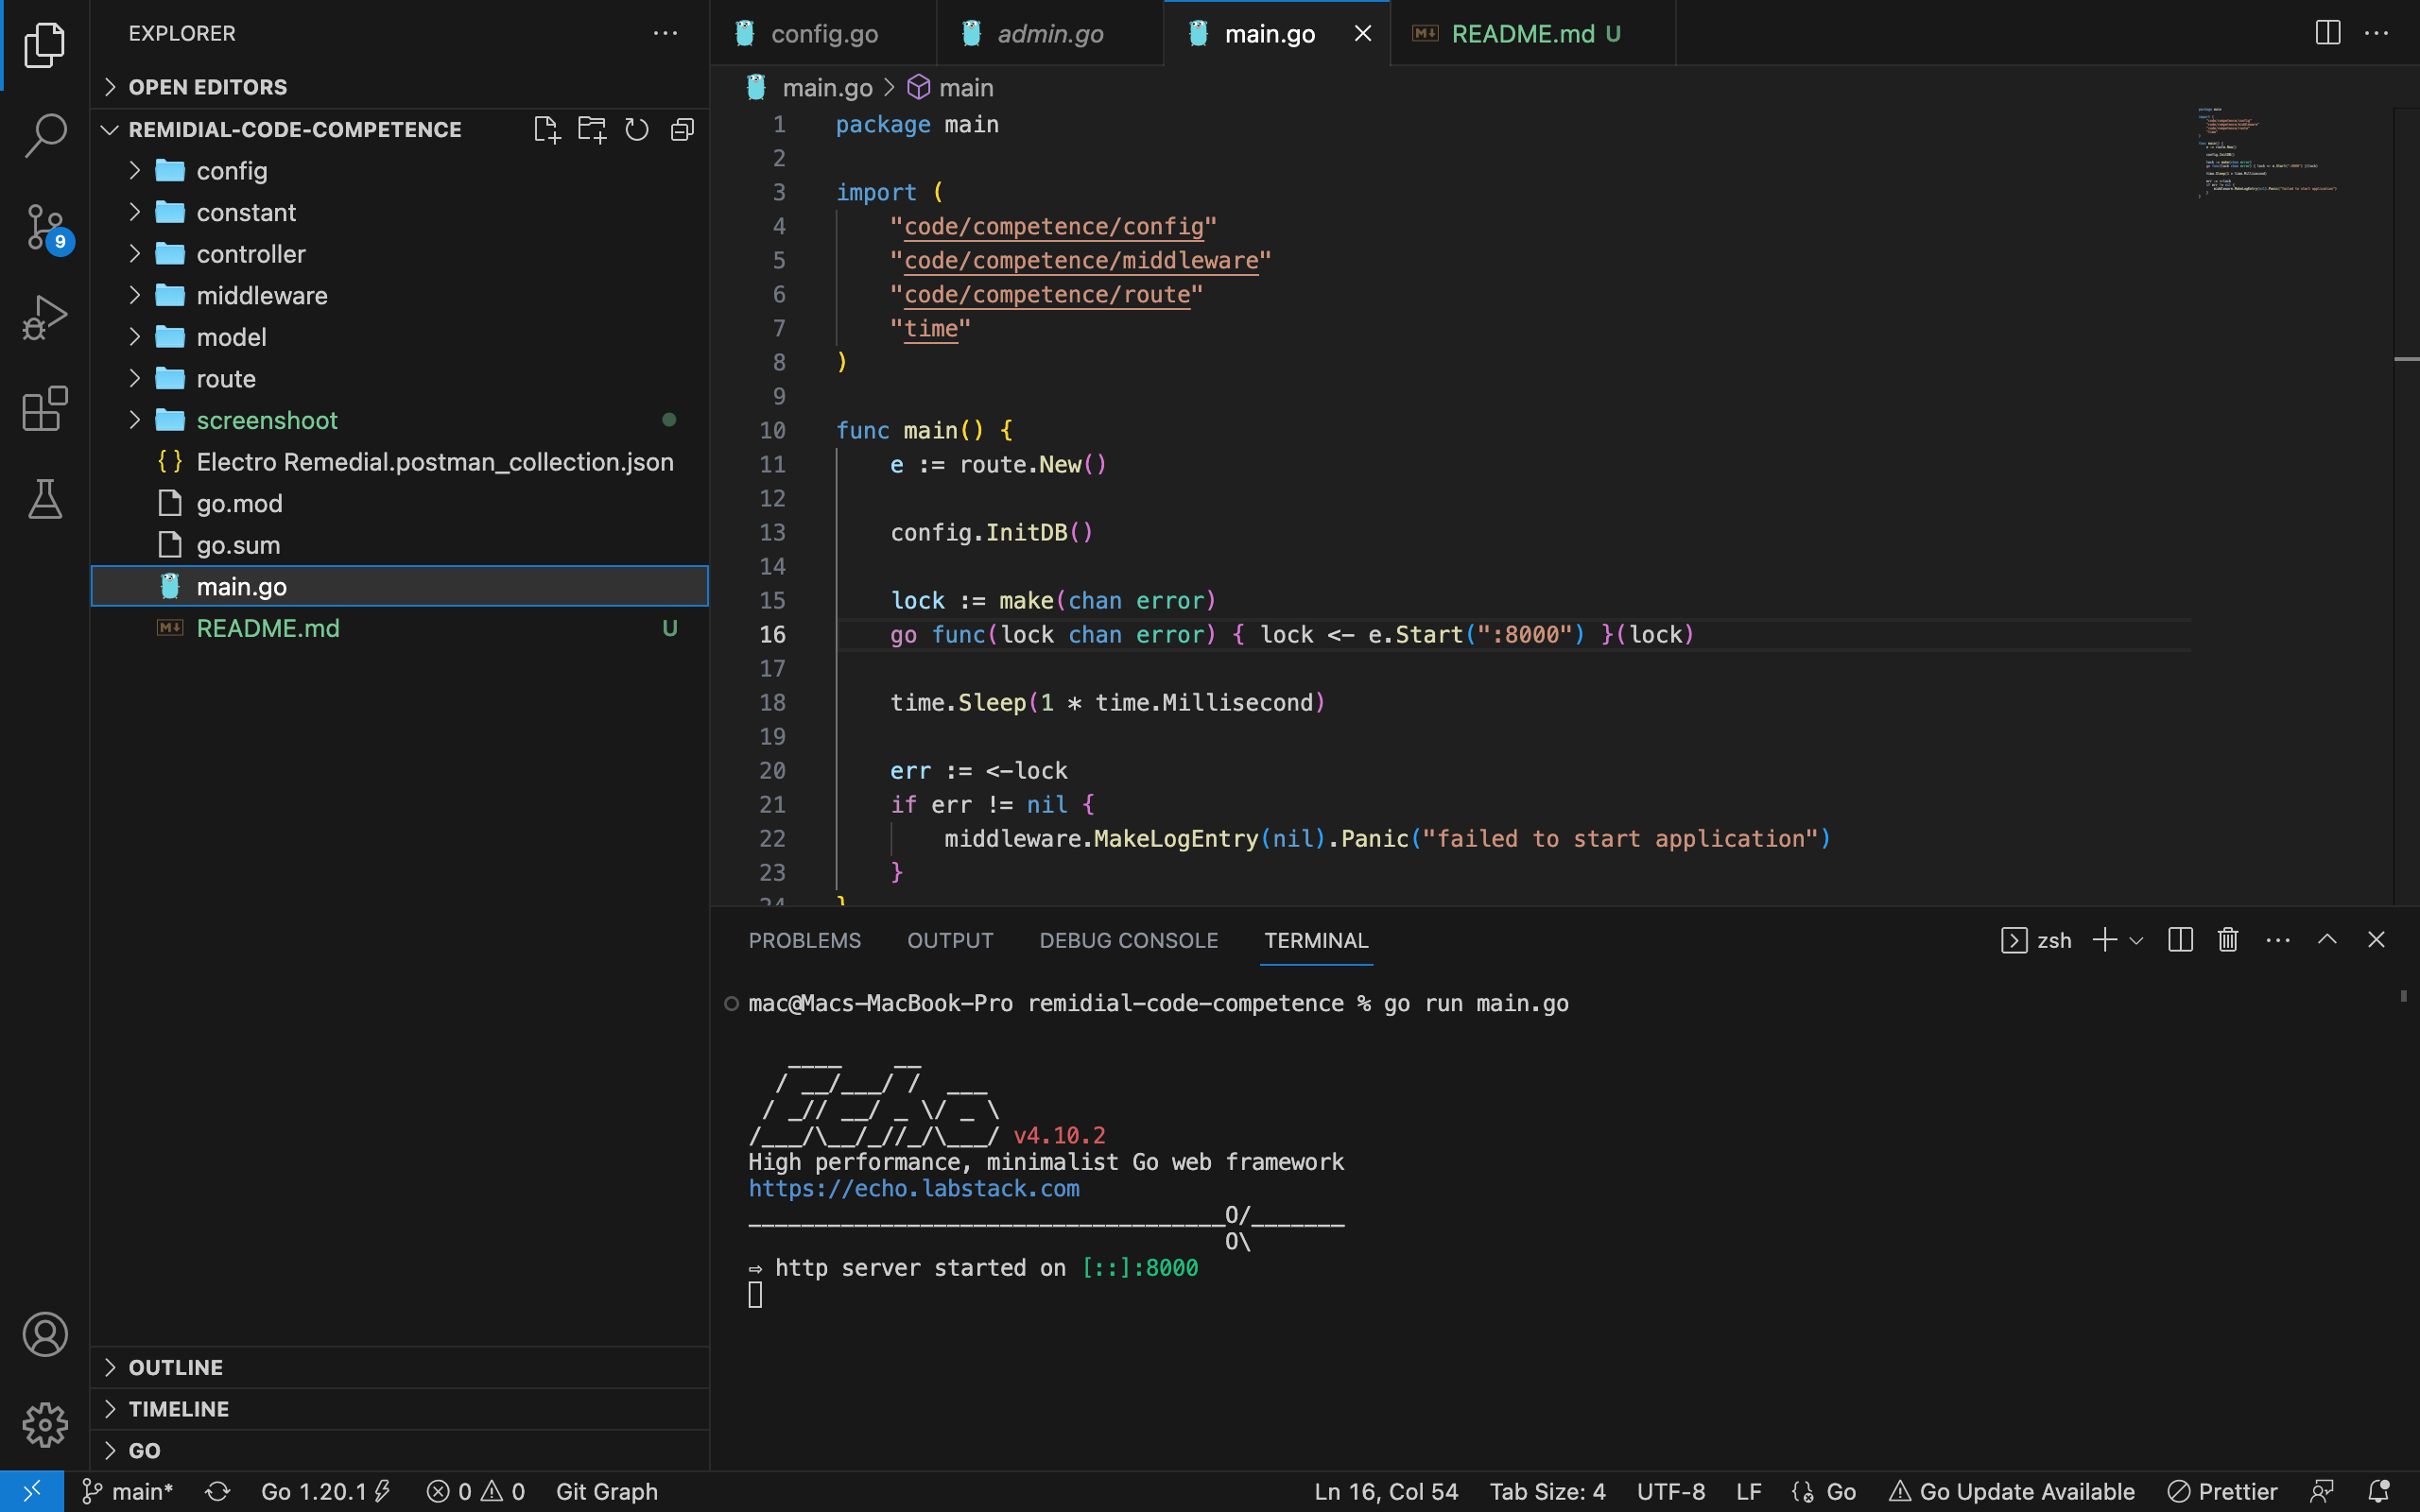 EXPLORER
OPEN EDITORS
REMIDIAL-CODE-COMPETENCE
config
constant
controller
middleware
model
route
screenshoot
{} Electro Remedial.postman_collection.json
go.mod
go.sum
main.go
README.md U
OUTLINE
TIMELINE
GO
9
config.go admin.go main.go README.md U
main.go > main
1 package main
2
3 import (
4 "code/competence/config"
5 "code/competence/middleware"
6 "code/competence/route"
7 "time"
8 )
9
10 func main() {
11 e := route.New()
12
13 config.InitDB()
14
15 lock := make(chan error)
16 go func(lock chan error) { lock <- e.Start(":8000") }(lock)
17
18 time.Sleep(1 * time.Millisecond)
19
20 err := <-lock
21 if err != nil {
22 middleware.MakeLogEntry(nil).Panic("failed to start application")
23 }
24 }
PROBLEMS OUTPUT DEBUG CONSOLE TERMINAL zsh
mac@Macs-MacBook-Pro remidial-code-competence % go run main.go
   ____    __
  / __/___/ /  ___
 / _// __/ _ \/ _ \
/___/\__/_//_/\___/ v4.10.2
High performance, minimalist Go web framework
https://echo.labstack.com
____________________________________O/_______
                                    O\
⇨ http server started on [::]:8000
main* Go 1.20.1 0 0 Git Graph Ln 16, Col 54 Tab Size: 4 UTF-8 LF Go Go Update Available Prettier